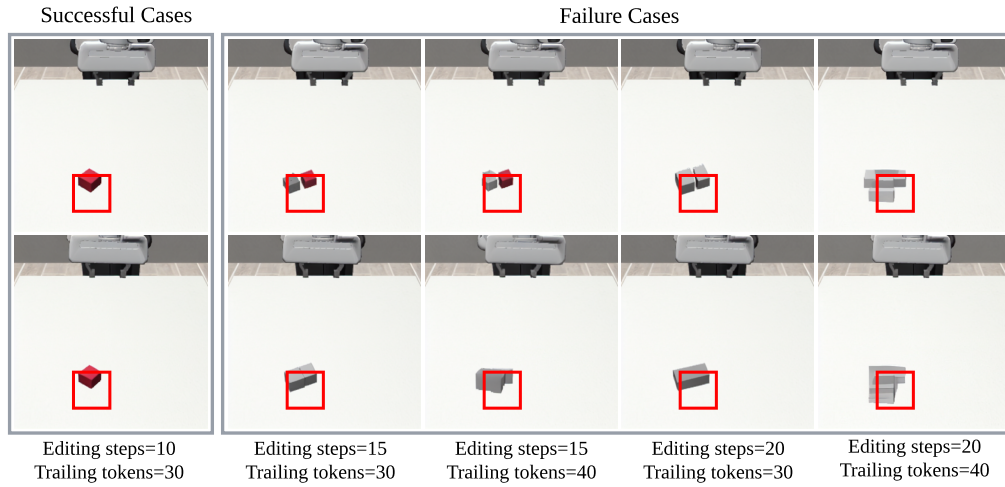 Successful Cases
Failure Cases
Editing steps=10
Trailing tokens=30
Editing steps=15
Trailing tokens=30
Editing steps=15
Trailing tokens=40
Editing steps=20
Trailing tokens=30
Editing steps=20
Trailing tokens=40